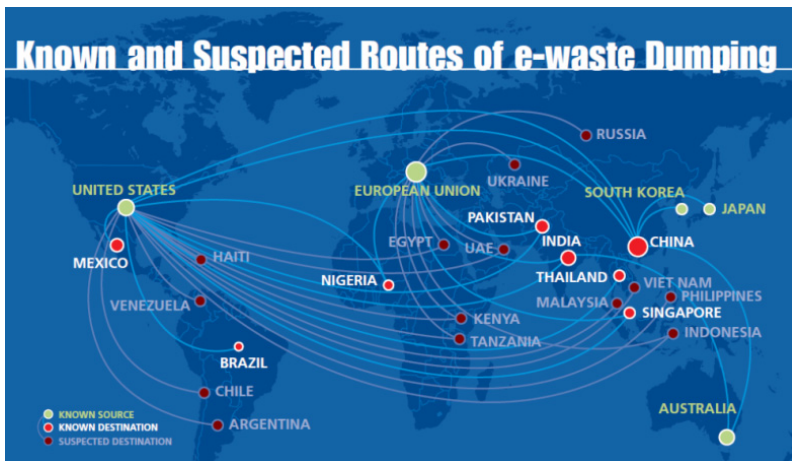 Known and Suspected Routes of e-waste Dumping
RUSSIA
UNITED STATES
EUROPEAN UNION
UKRAINE
SOUTH KOREA
JAPAN
PAKISTAN
MEXICO
HAITI
EGYPT
UAE
INDIA
CHINA
NIGERIA
THAILAND
VIET NAM
VENEZUELA
MALAYSIA
PHILIPPINES
SINGAPORE
KENYA
TANZANIA
INDONESIA
BRAZIL
CHILE
AUSTRALIA
ARGENTINA
KNOWN SOURCE
KNOWN DESTINATION
SUSPECTED DESTINATION